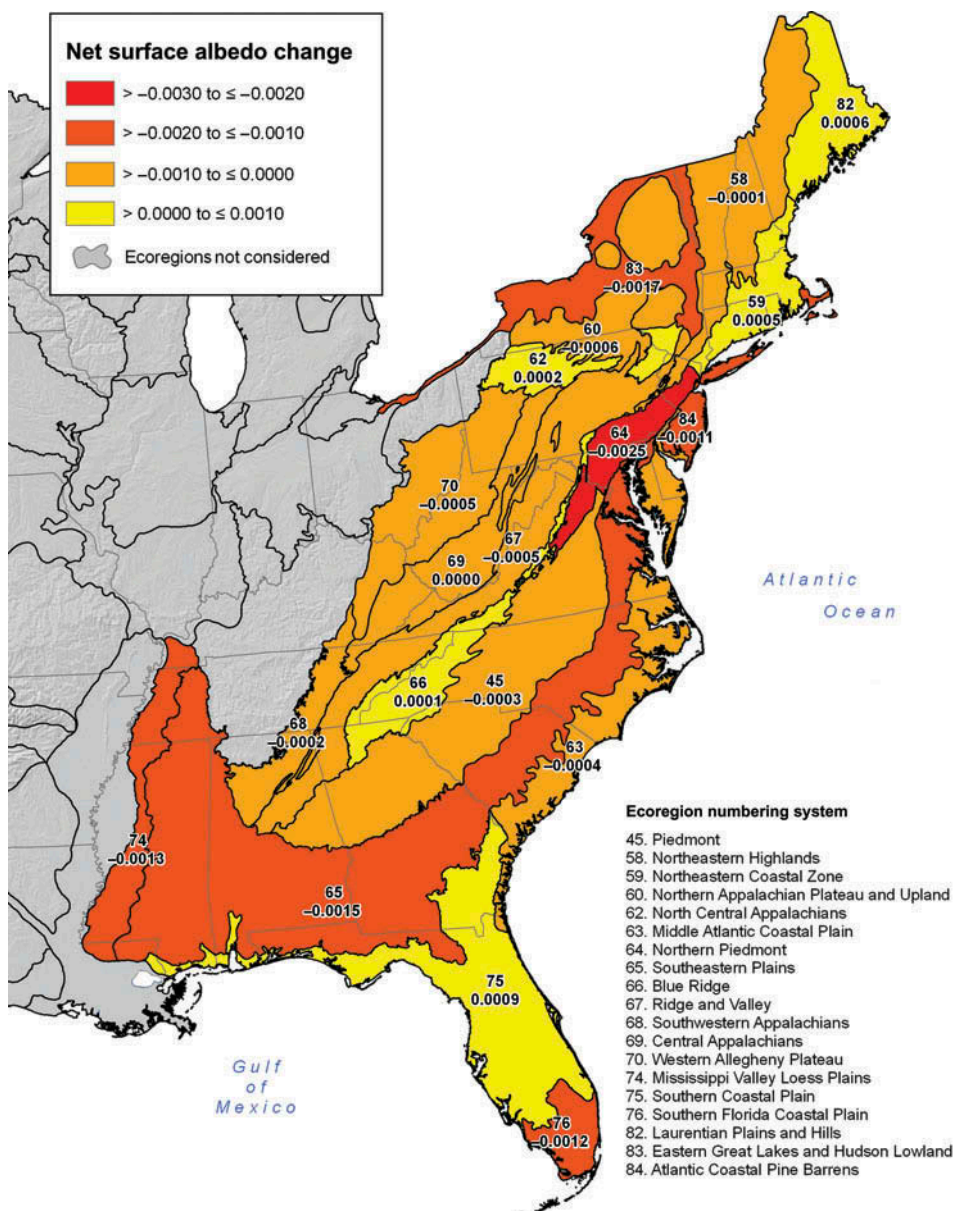 Net surface albedo change
> –0.0030 to ≤ –0.0020
> –0.0020 to ≤ –0.0010
> –0.0010 to ≤ 0.0000
> 0.0000 to ≤ 0.0010
Ecoregions not considered
82
0.0006
58
–0.0001
83
–0.0017
59
0.0005
60
–0.0006
62
0.0002
84
–0.0011
64
–0.0025
70
–0.0005
67
–0.0005
69
0.0000
Atlantic
Ocean
66
0.0001
45
–0.0003
68
–0.0002
63
–0.0004
74
–0.0013
65
–0.0015
75
0.0009
Gulf
of
Mexico
76
–0.0012
Ecoregion numbering system
45. Piedmont
58. Northeastern Highlands
59. Northeastern Coastal Zone
60. Northern Appalachian Plateau and Upland
62. North Central Appalachians
63. Middle Atlantic Coastal Plain
64. Northern Piedmont
65. Southeastern Plains
66. Blue Ridge
67. Ridge and Valley
68. Southwestern Appalachians
69. Central Appalachians
70. Western Allegheny Plateau
74. Mississippi Valley Loess Plains
75. Southern Coastal Plain
76. Southern Florida Coastal Plain
82. Laurentian Plains and Hills
83. Eastern Great Lakes and Hudson Lowland
84. Atlantic Coastal Pine Barrens